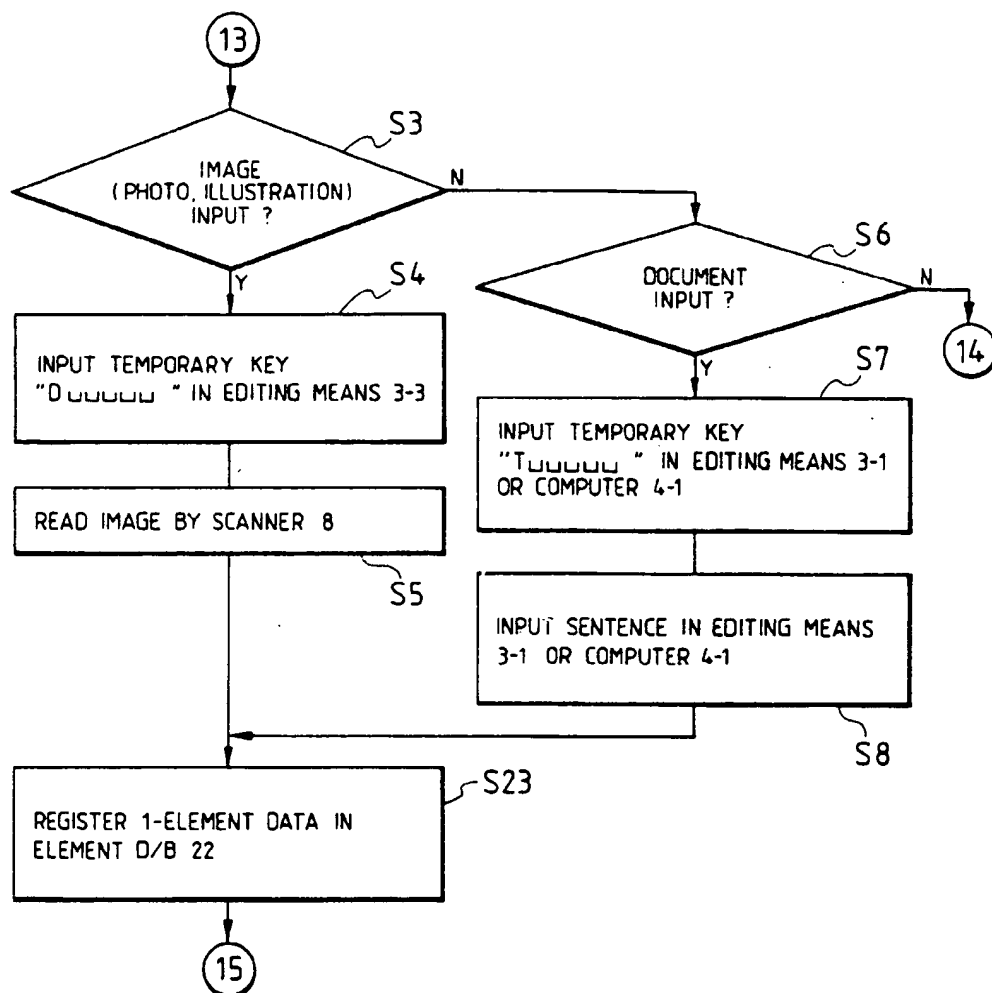 13
S3
IMAGE
(PHOTO, ILLUSTRATION)
INPUT ?
N
Y
S4
INPUT TEMPORARY KEY
"D␣␣␣␣␣ " IN EDITING MEANS 3-3
READ IMAGE BY SCANNER 8
S5
S6
DOCUMENT
INPUT ?
N
14
Y
S7
INPUT TEMPORARY KEY
"T␣␣␣␣␣ " IN EDITING MEANS 3-1
OR COMPUTER 4-1
INPUT SENTENCE IN EDITING MEANS
3-1 OR COMPUTER 4-1
S8
S23
REGISTER 1-ELEMENT DATA IN
ELEMENT D/B 22
15